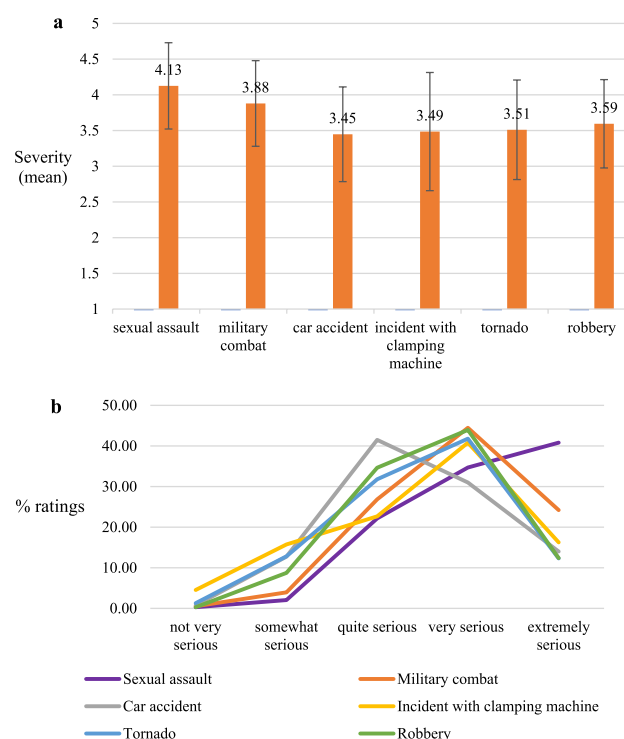 a
5
4.5
4
3.5
3
2.5
2
1.5
1
Severity
(mean)
4.13
3.88
3.45
3.49
3.51
3.59
sexual assault
military
combat
car accident
incident with
clamping
machine
tornado
robbery
b
50.00
40.00
30.00
20.00
10.00
0.00
% ratings
not very
serious
somewhat
serious
quite serious
very serious
extremely
serious
Sexual assault
Military combat
Car accident
Incident with clamping machine
Tornado
Robbery